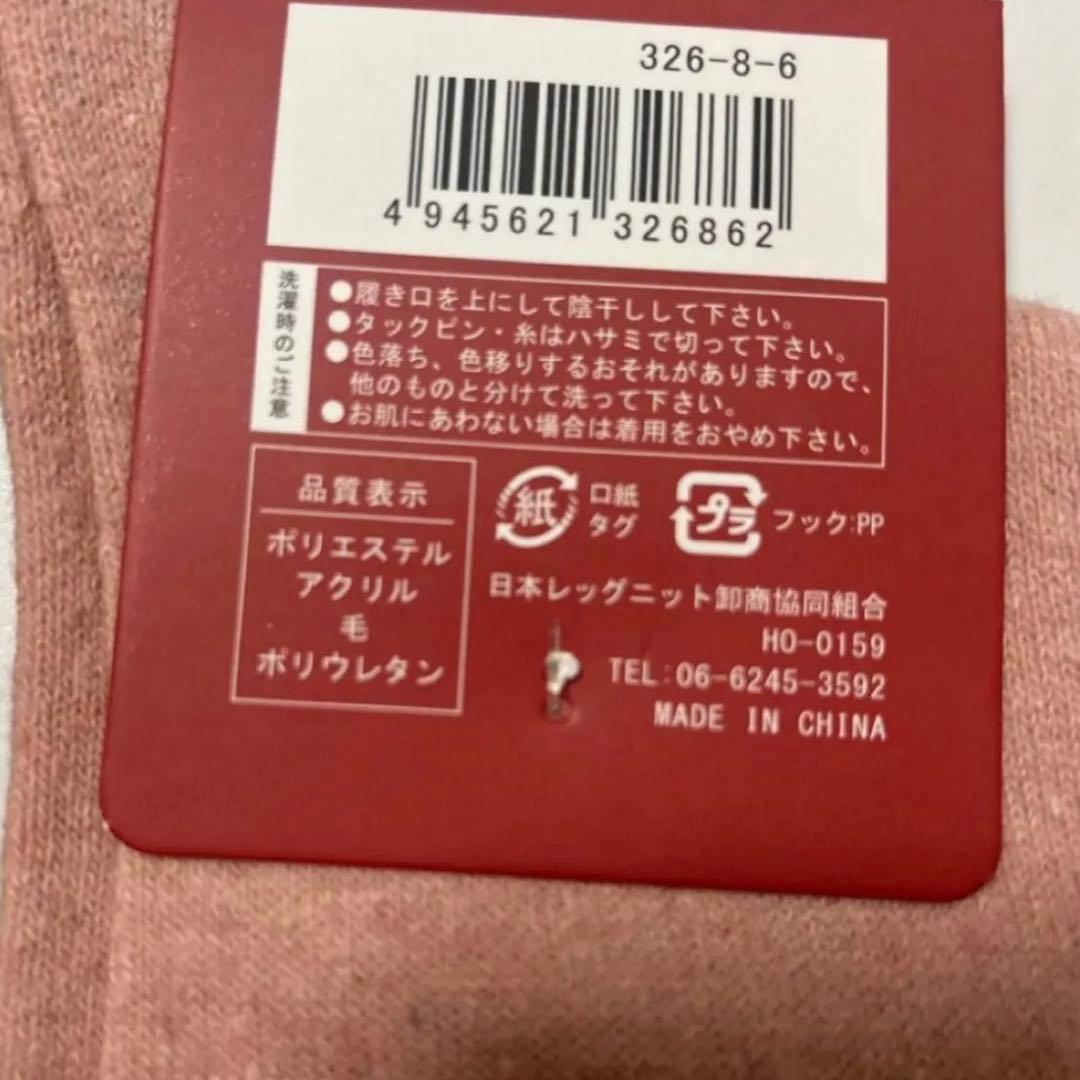 326-8-6
4 945621 326862
洗濯時のご注意
●履き口を上にして陰干しして下さい。
●タックピン・糸はハサミで切って下さい。
●色落ち、色移りするおそれがありますので、
他のものと分けて洗って下さい。
●お肌にあわない場合は着用をおやめ下さい。
品質表示
ポリエステル
アクリル
毛
ポリウレタン
紙
口紙
タグ
プラ
フック:PP
日本レッグニット卸商協同組合
HO-0159
TEL:06-6245-3592
MADE IN CHINA